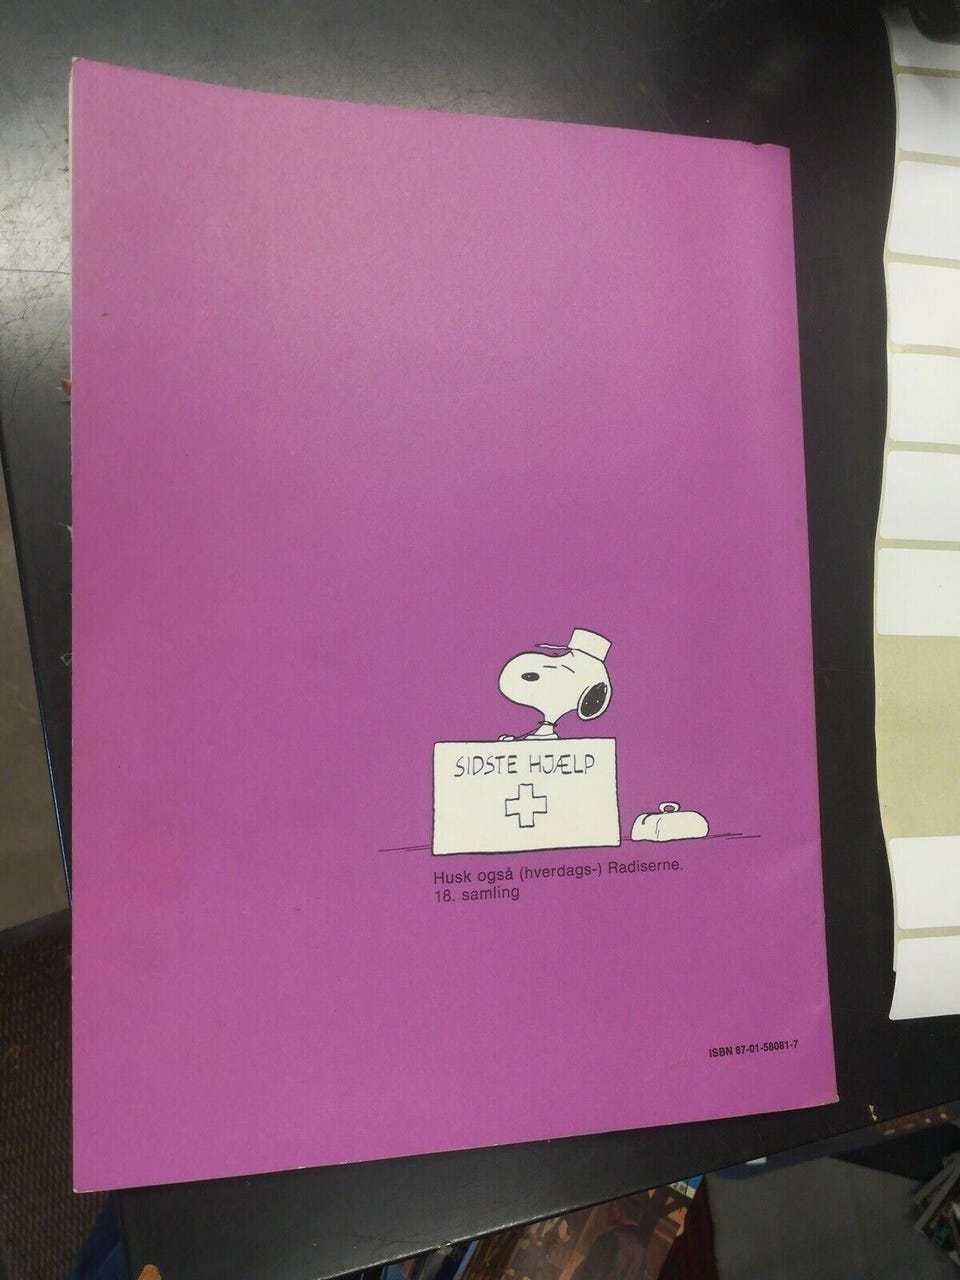 SIDSTE HJÆLP
Husk også (hverdags-) Radiserne,
18. samling
ISBN 87-01-58081-7